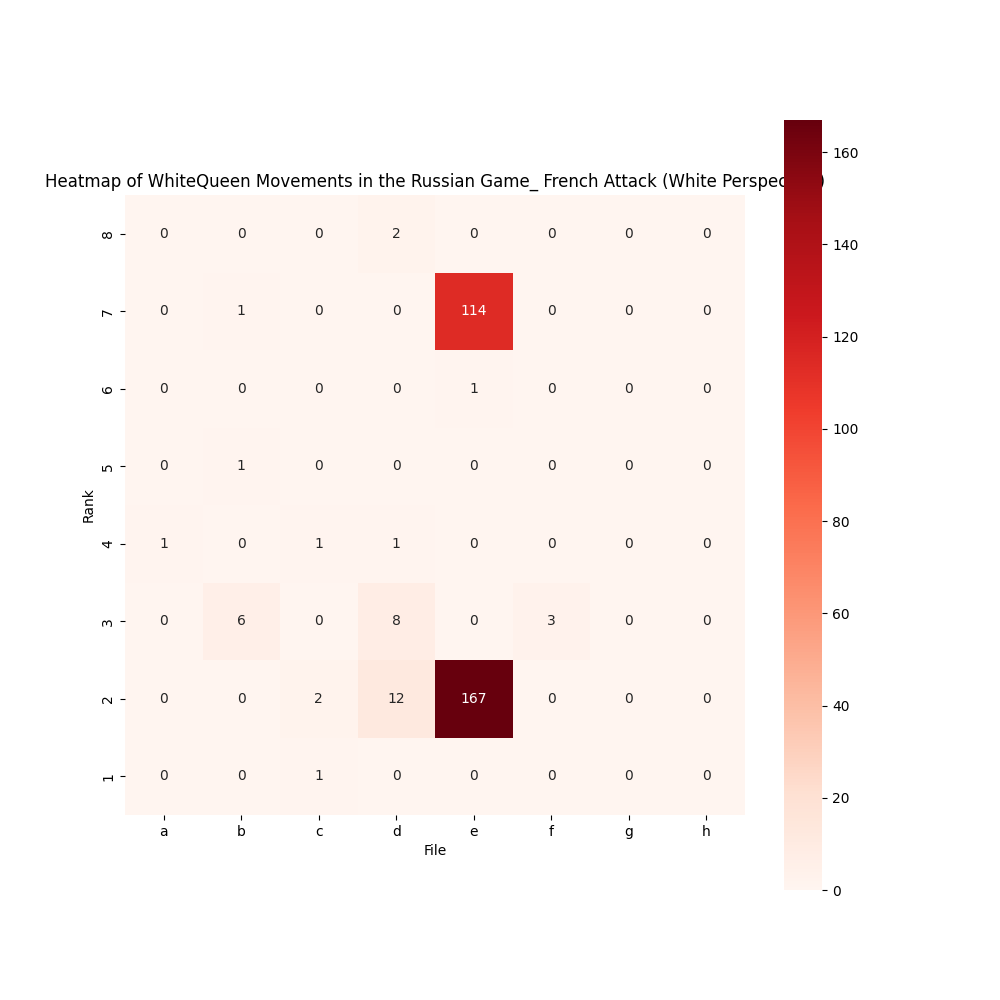 Heatmap of WhiteQueen Movements in the Russian Game_ French Attack (White )
160
8 0 0 0 2 0 0 0 0
140
7 0 1 0 0 114 0 0 0
120
6 0 0 0 0 1 0 0 0
100
5 0 1 0 0 0 0 0 0
Rank
80
4 1 0 1 1 0 0 0 0
60
3 0 6 0 8 0 3 0 0
40
2 0 0 2 12 167 0 0 0
20
1 0 0 1 0 0 0 0 0
a b c d e f g h
File
0